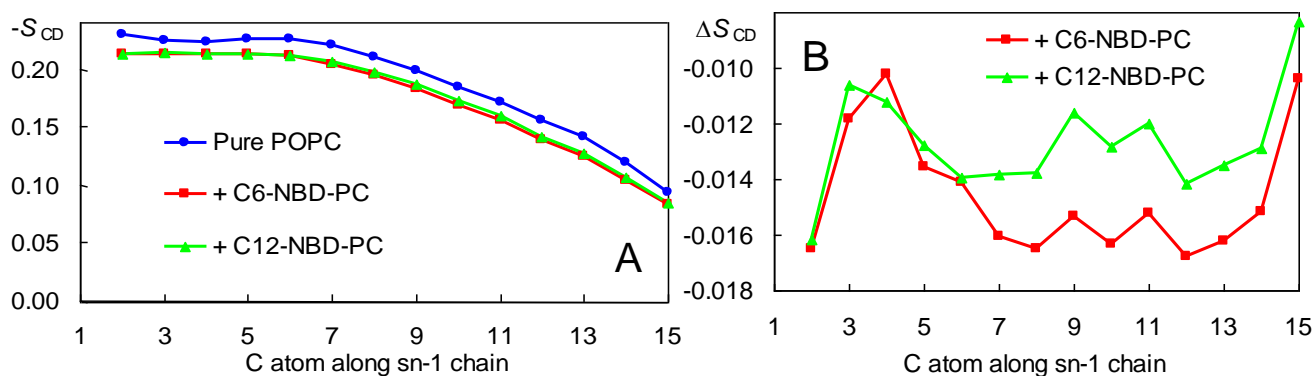 -SCD
0.20
0.15
0.10
0.05
0.00
Pure POPC
+ C6-NBD-PC
+ C12-NBD-PC
A
1 3 5 7 9 11 13 15
C atom along sn-1 chain
ΔSCD
-0.010
-0.012
-0.014
-0.016
-0.018
B
+ C6-NBD-PC
+ C12-NBD-PC
1 3 5 7 9 11 13 15
C atom along sn-1 chain